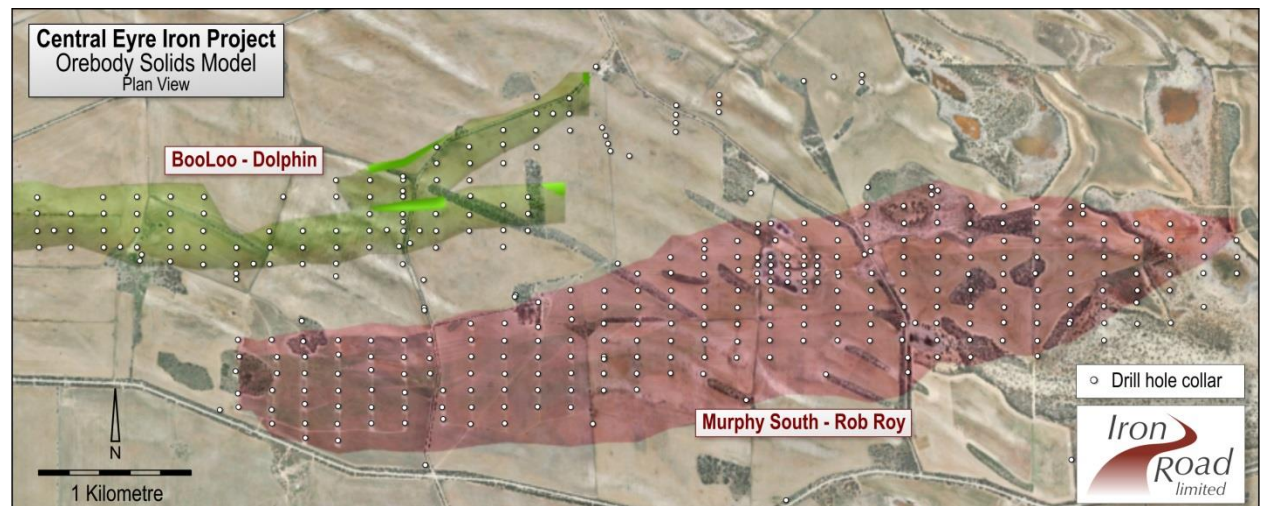 Central Eyre Iron Project
Orebody Solids Model
Plan View
BooLoo - Dolphin
Murphy South - Rob Roy
Drill hole collar
N
1 Kilometre
Iron
Road
limited